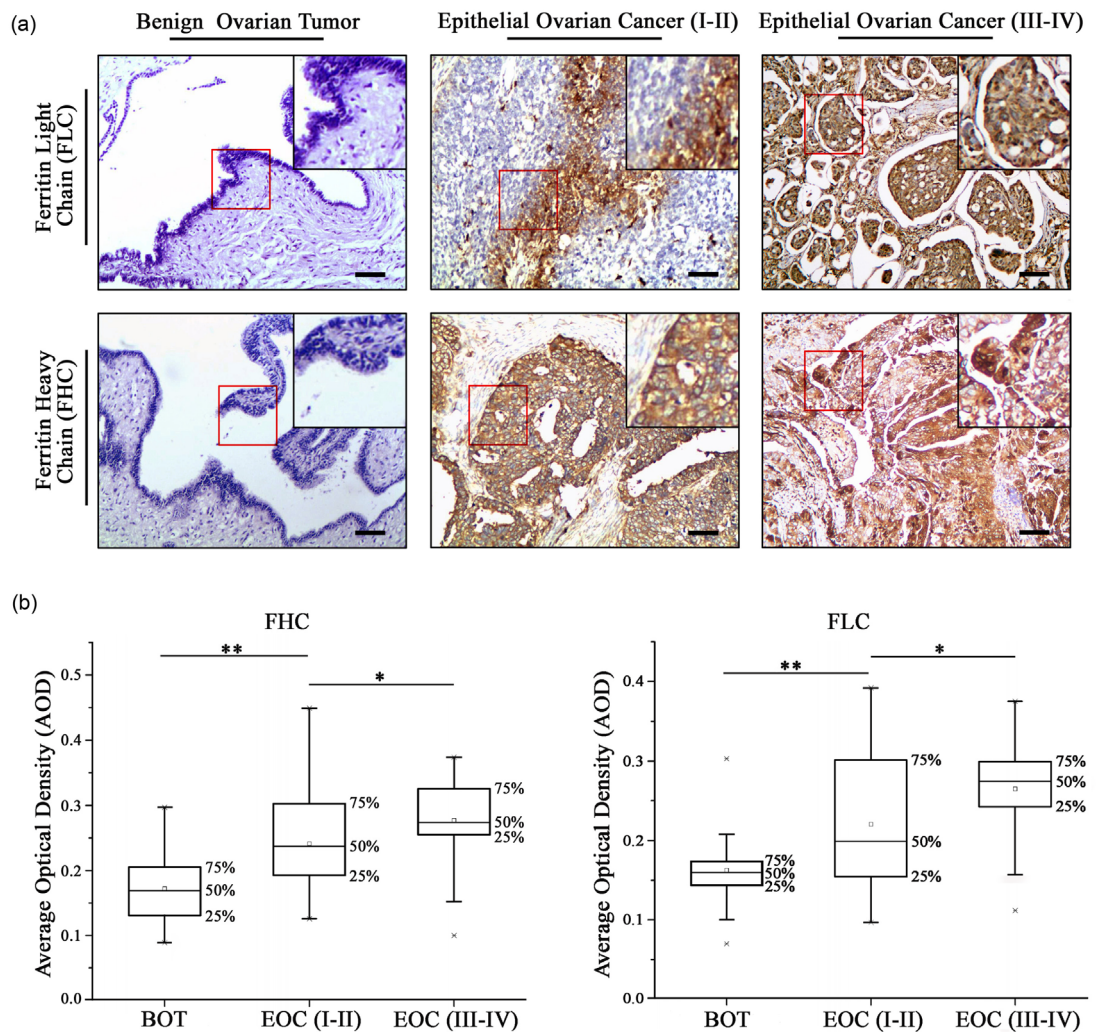 (a)
Benign Ovarian Tumor
Epithelial Ovarian Cancer (I-II)
Epithelial Ovarian Cancer (III-IV)
Ferritin Light
Chain (FLC)
Ferritin Heavy
Chain (FHC)
(b)
FHC
Average Optical Density (AOD)
0.5
0.4
0.3
0.2
0.1
0.0
**
*
75%
50%
25%
75%
50%
25%
75%
50%
25%
BOT
EOC (I-II)
EOC (III-IV)
FLC
Average Optical Density (AOD)
0.4
0.3
0.2
0.1
0.0
**
*
75%
50%
25%
75%
50%
25%
75%
50%
25%
BOT
EOC (I-II)
EOC (III-IV)